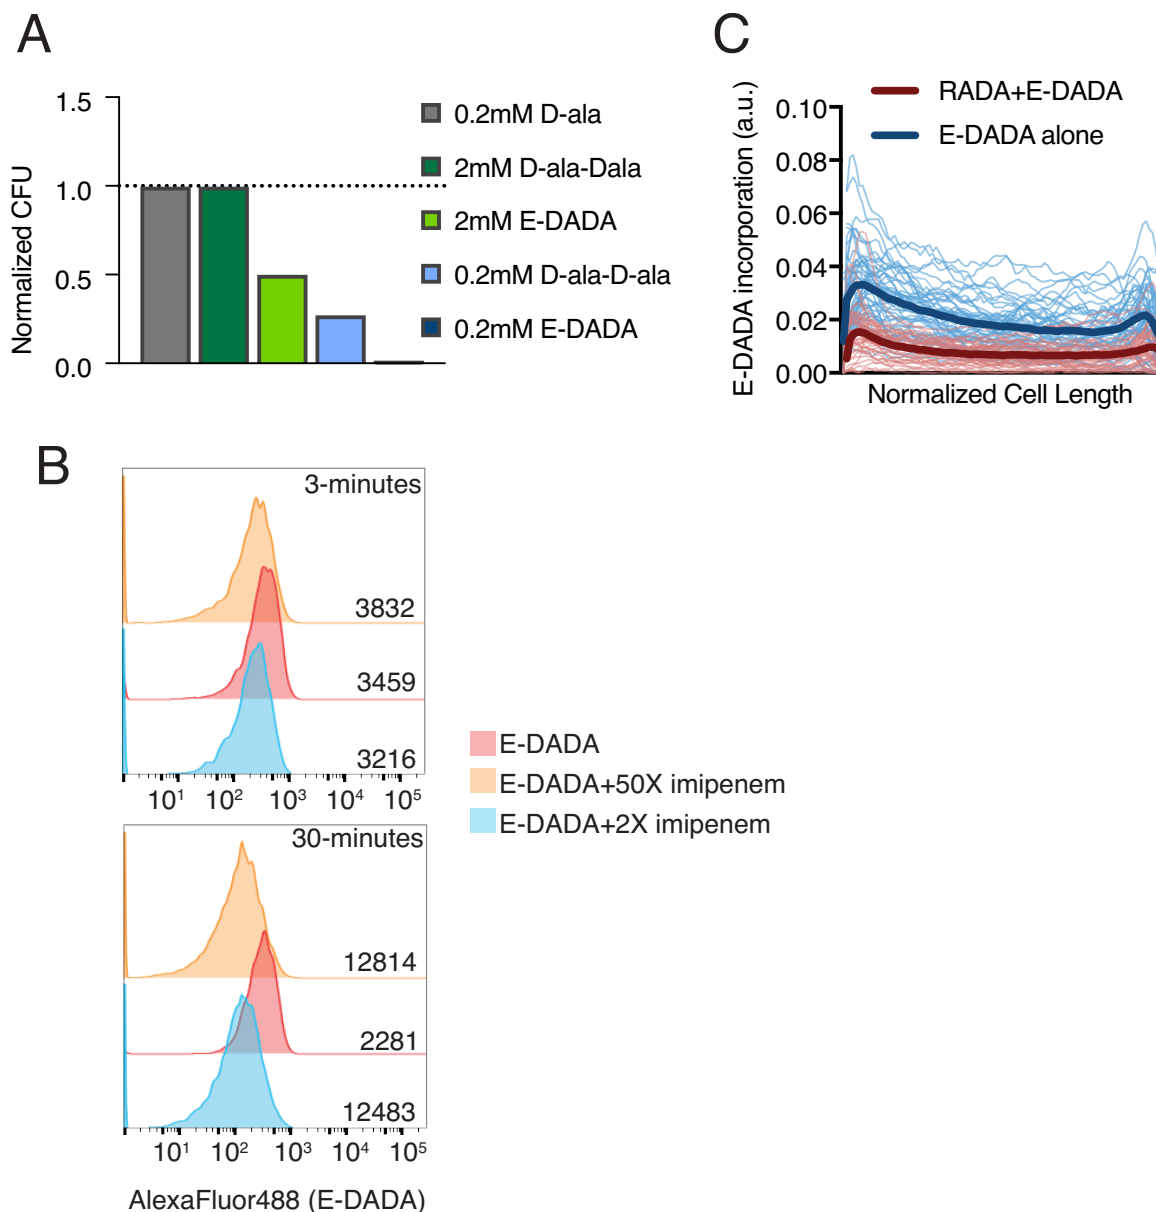 A
Normalized CFU
1.5
1.0
0.5
0.0
0.2mM D-ala
2mM D-ala-Dala
2mM E-DADA
0.2mM D-ala-D-ala
0.2mM E-DADA
C
E-DADA incorporation (a.u.)
0.10
0.08
0.06
0.04
0.02
0.00
RADA+E-DADA
E-DADA alone
Normalized Cell Length
B
3-minutes
3832
3459
3216
10¹ 10² 10³ 10⁴ 10⁵
30-minutes
12814
2281
12483
10¹ 10² 10³ 10⁴ 10⁵
AlexaFluor488 (E-DADA)
E-DADA
E-DADA+50X imipenem
E-DADA+2X imipenem